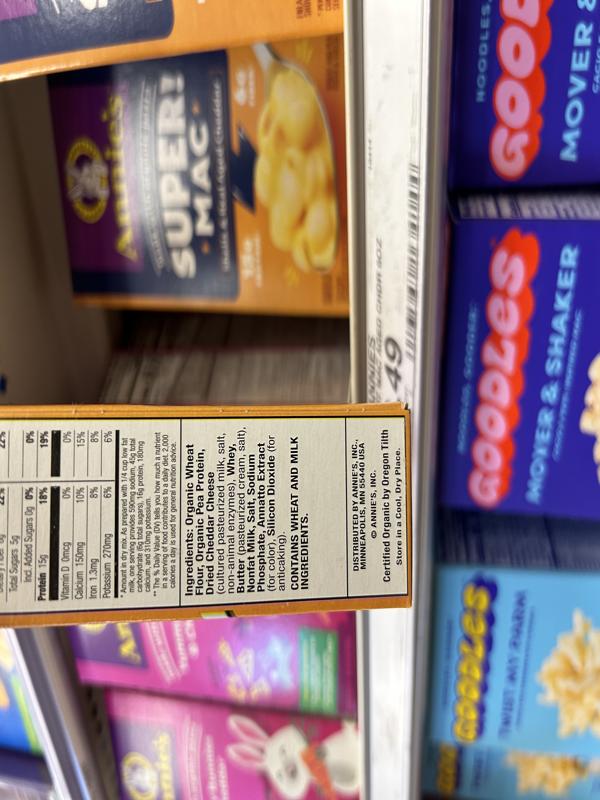 Total Sugars 5g
Incl. Added Sugars 0g 0% 0%
Protein 15g 18% 19%
Vitamin D 0mcg 0% 0%
Calcium 150mg 10% 15%
Iron 1.3mg 8% 8%
Potassium 270mg 6% 6%
* Amount in dry mix. As prepared with 1/4 cup low fat
milk, one serving provides 590mg sodium, 45g total
carbohydrate (6g total sugars), 16g protein, 180mg
calcium, and 310mg potassium.
** The % Daily Value (DV) tells you how much a nutrient
in a serving of food contributes to a daily diet. 2,000
calories a day is used for general nutrition advice.
Ingredients: Organic Wheat
Flour, Organic Pea Protein,
Dried Cheddar Cheese
(cultured pasteurized milk, salt,
non-animal enzymes), Whey,
Butter (pasteurized cream, salt),
Nonfat Milk, Salt, Sodium
Phosphate, Annatto Extract
(for color), Silicon Dioxide (for
anticaking).
CONTAINS WHEAT AND MILK
INGREDIENTS.
DISTRIBUTED BY ANNIE'S, INC.
MINNEAPOLIS, MN 55440 USA
© ANNIE'S, INC.
Certified Organic by Oregon Tilth
Store in a Cool, Dry Place.
Annie's
SUPER!
MAC
15g
6g
49
GOODLES
MOVER &
GOODLES
MOVER & SHAKER
GOODLES
TWIST MY PARM
Annie's